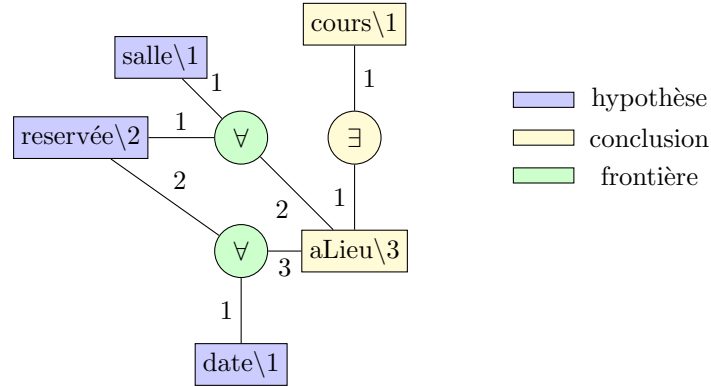 cours\1
salle\1
1
1
hypothèse
reservée\2
1
∀
∃
conclusion
frontière
2
2
1
∀
3
aLieu\3
1
date\1